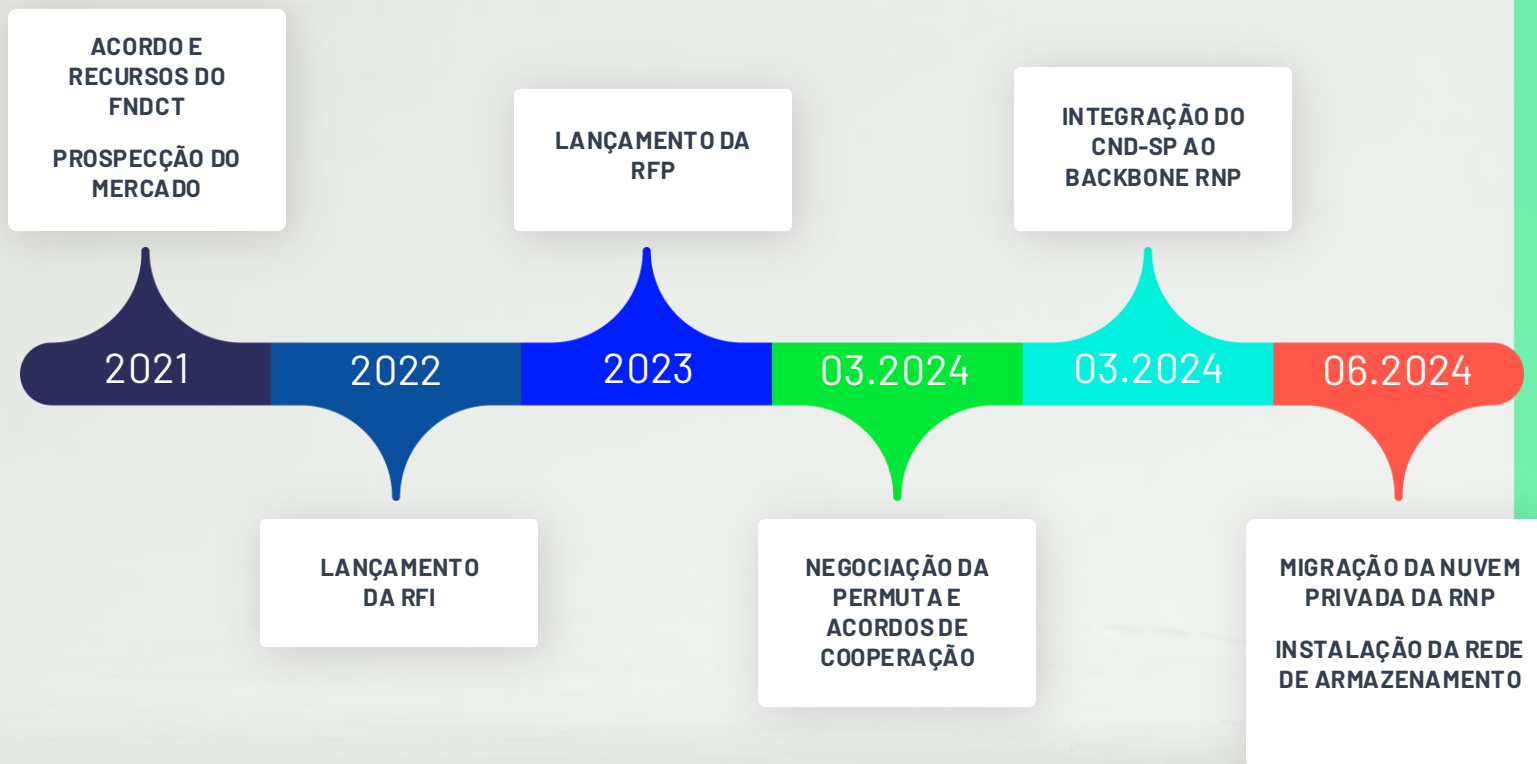 ACORDO E
RECURSOS DO
FNDCT
PROSPECÇÃO DO
MERCADO
LANÇAMENTO DA
RFP
INTEGRAÇÃO DO
CND-SP AO
BACKBONE RNP
2021
2022
2023
03.2024
03.2024
06.2024
LANÇAMENTO
DA RFI
NEGOCIAÇÃO DA
PERMUTA E
ACORDOS DE
COOPERAÇÃO
MIGRAÇÃO DA NUVEM
PRIVADA DA RNP
INSTALAÇÃO DA REDE
DE ARMAZENAMENTO